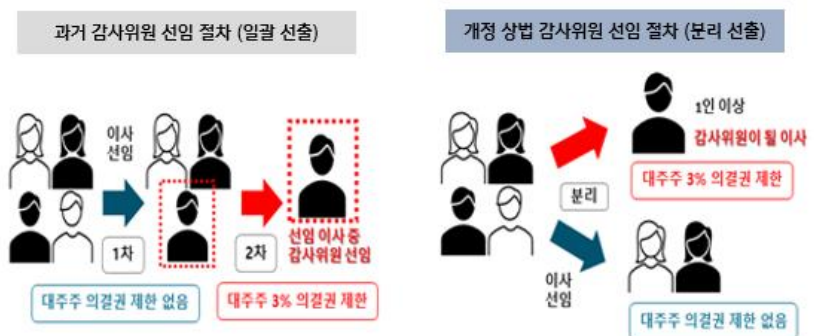 과거 감사위원 선임 절차 (일괄 선출)
이사
선임
1차
2차
선임 이사 중
감사위원 선임
대주주 의결권 제한 없음
대주주 3% 의결권 제한
개정 상법 감사위원 선임 절차 (분리 선출)
1인 이상
감사위원이 될 이사
대주주 3% 의결권 제한
분리
이사
선임
대주주 의결권 제한 없음